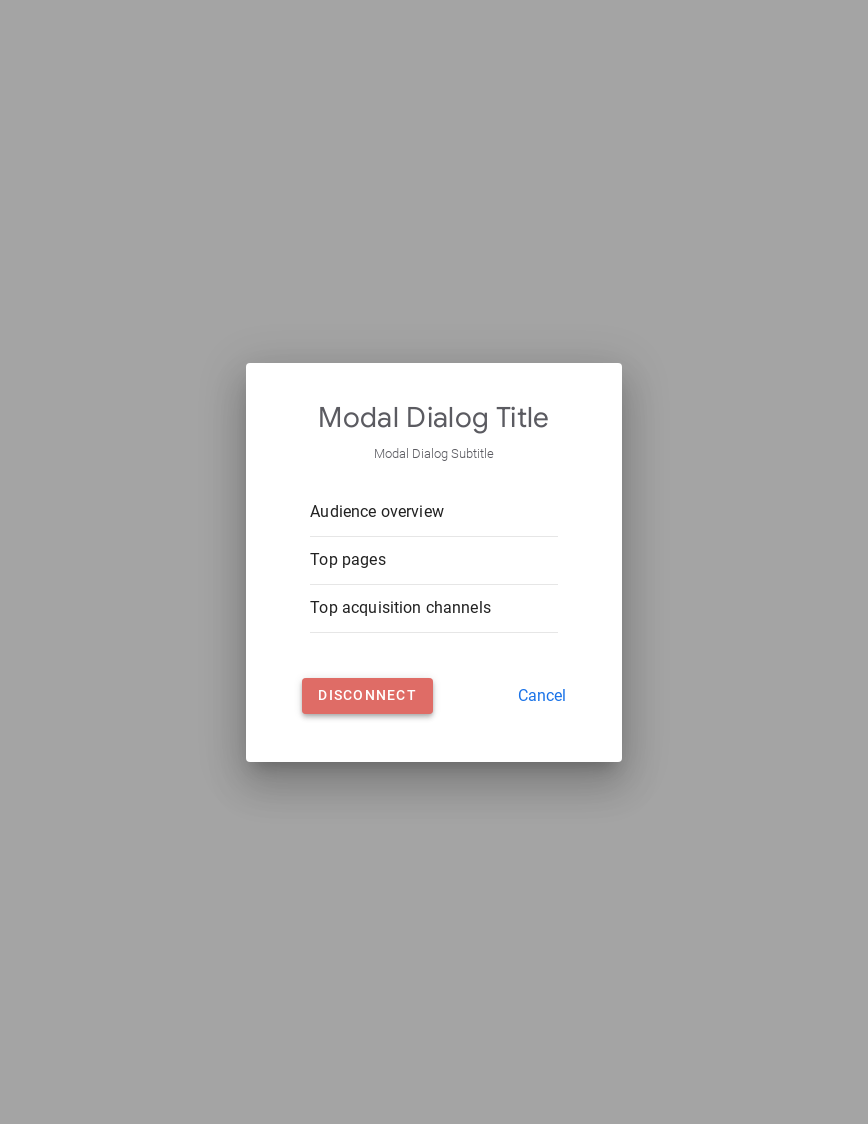 Modal Dialog Title
Modal Dialog Subtitle
Audience overview
Top pages
Top acquisition channels
DISCONNECT
Cancel